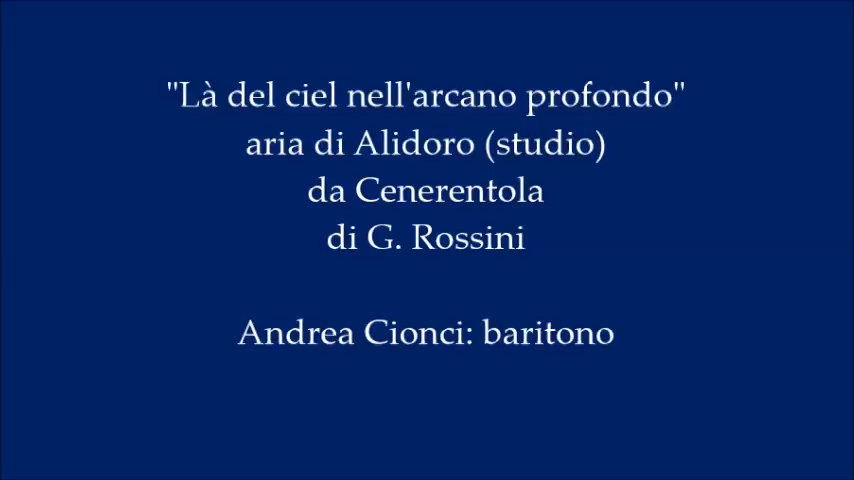 "Là del ciel nell'arcano profondo"
aria di Alidoro (studio)
da Cenerentola
di G. Rossini
Andrea Cionci: baritono